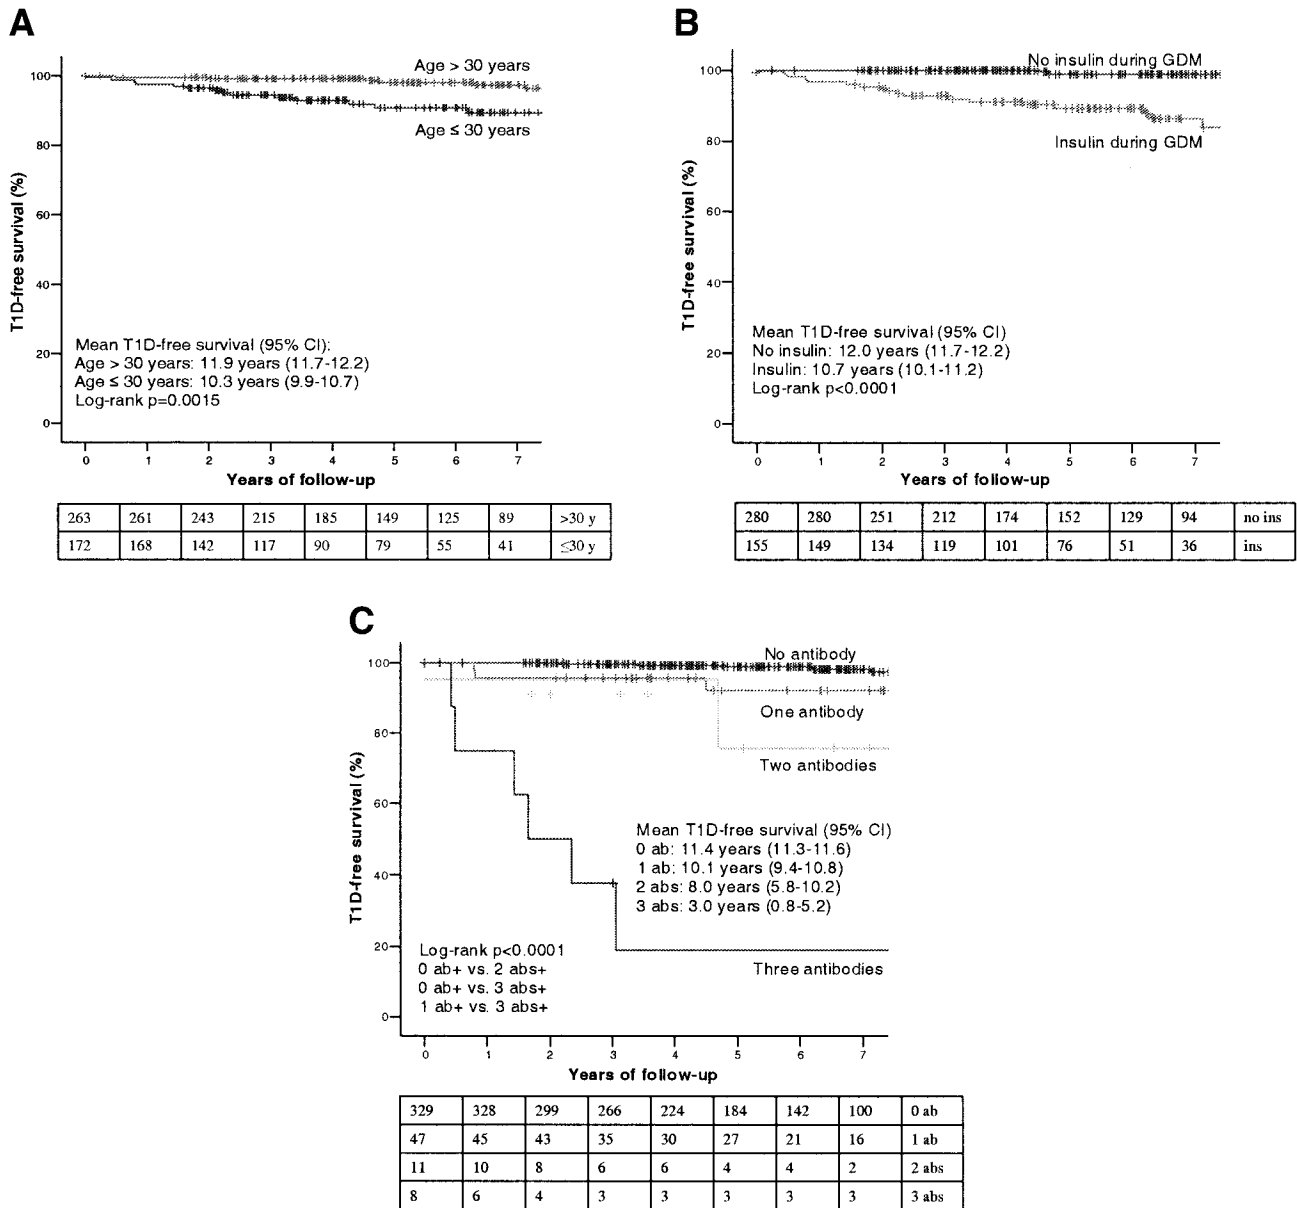 A
T1D-free survival (%)
100
80
60
40
20
0
Age > 30 years
Age ≤ 30 years
Mean T1D-free survival (95% CI):
Age > 30 years: 11.9 years (11.7-12.2)
Age ≤ 30 years: 10.3 years (9.9-10.7)
Log-rank p=0.0015
0 1 2 3 4 5 6 7
Years of follow-up
263 261 243 215 185 149 125 89 >30 y
172 168 142 117 90 79 55 41 ≤30 y
B
T1D-free survival (%)
100
80
60
40
20
0
No insulin during GDM
Insulin during GDM
Mean T1D-free survival (95% CI)
No insulin: 12.0 years (11.7-12.2)
Insulin: 10.7 years (10.1-11.2)
Log-rank p<0.0001
0 1 2 3 4 5 6 7
Years of follow-up
280 280 251 212 174 152 129 94 no ins
155 149 134 119 101 76 51 36 ins
C
T1D-free survival (%)
100
80
60
40
20
0
No antibody
One antibody
Two antibodies
Mean T1D-free survival (95% CI)
0 ab: 11.4 years (11.3-11.6)
1 ab: 10.1 years (9.4-10.8)
2 abs: 8.0 years (5.8-10.2)
3 abs: 3.0 years (0.8-5.2)
Three antibodies
Log-rank p<0.0001
0 ab+ vs. 2 abs+
0 ab+ vs. 3 abs+
1 ab+ vs. 3 abs+
0 1 2 3 4 5 6 7
Years of follow-up
329 328 299 266 224 184 142 100 0 ab
47 45 43 35 30 27 21 16 1 ab
11 10 8 6 6 4 4 2 2 abs
8 6 4 3 3 3 3 3 3 abs